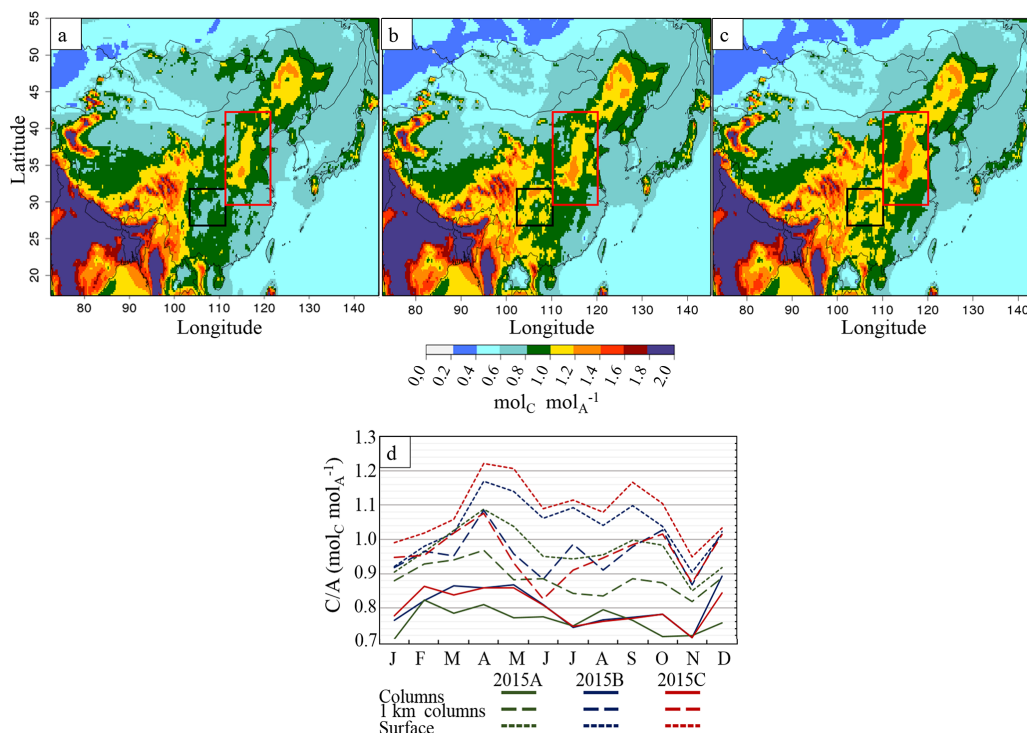 a
b
c
55
50
45
40
35
30
25
20
Latitude
80 90 100 110 120 130 140
80 90 100 110 120 130 140
80 90 100 110 120 130 140
Longitude
Longitude
Longitude
0,0
0.2
0.4
0.6
0.8
1.0
1.2
1.4
1.6
1.8
2.0
mol_C mol_A^-1
d
1.3
1.2
1.1
1.0
0.9
0.8
0.7
C/A (mol_C mol_A^-1)
J F M A M J J A S O N D
2015A 2015B 2015C
Columns
1 km columns
Surface